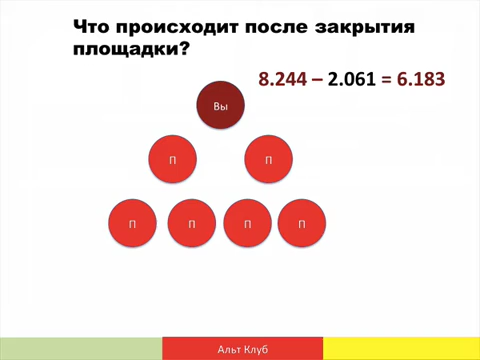 Что происходит после закрытия
площадки?
8.244 – 2.061 = 6.183
Вы
П П
П П П П
Альт Клуб